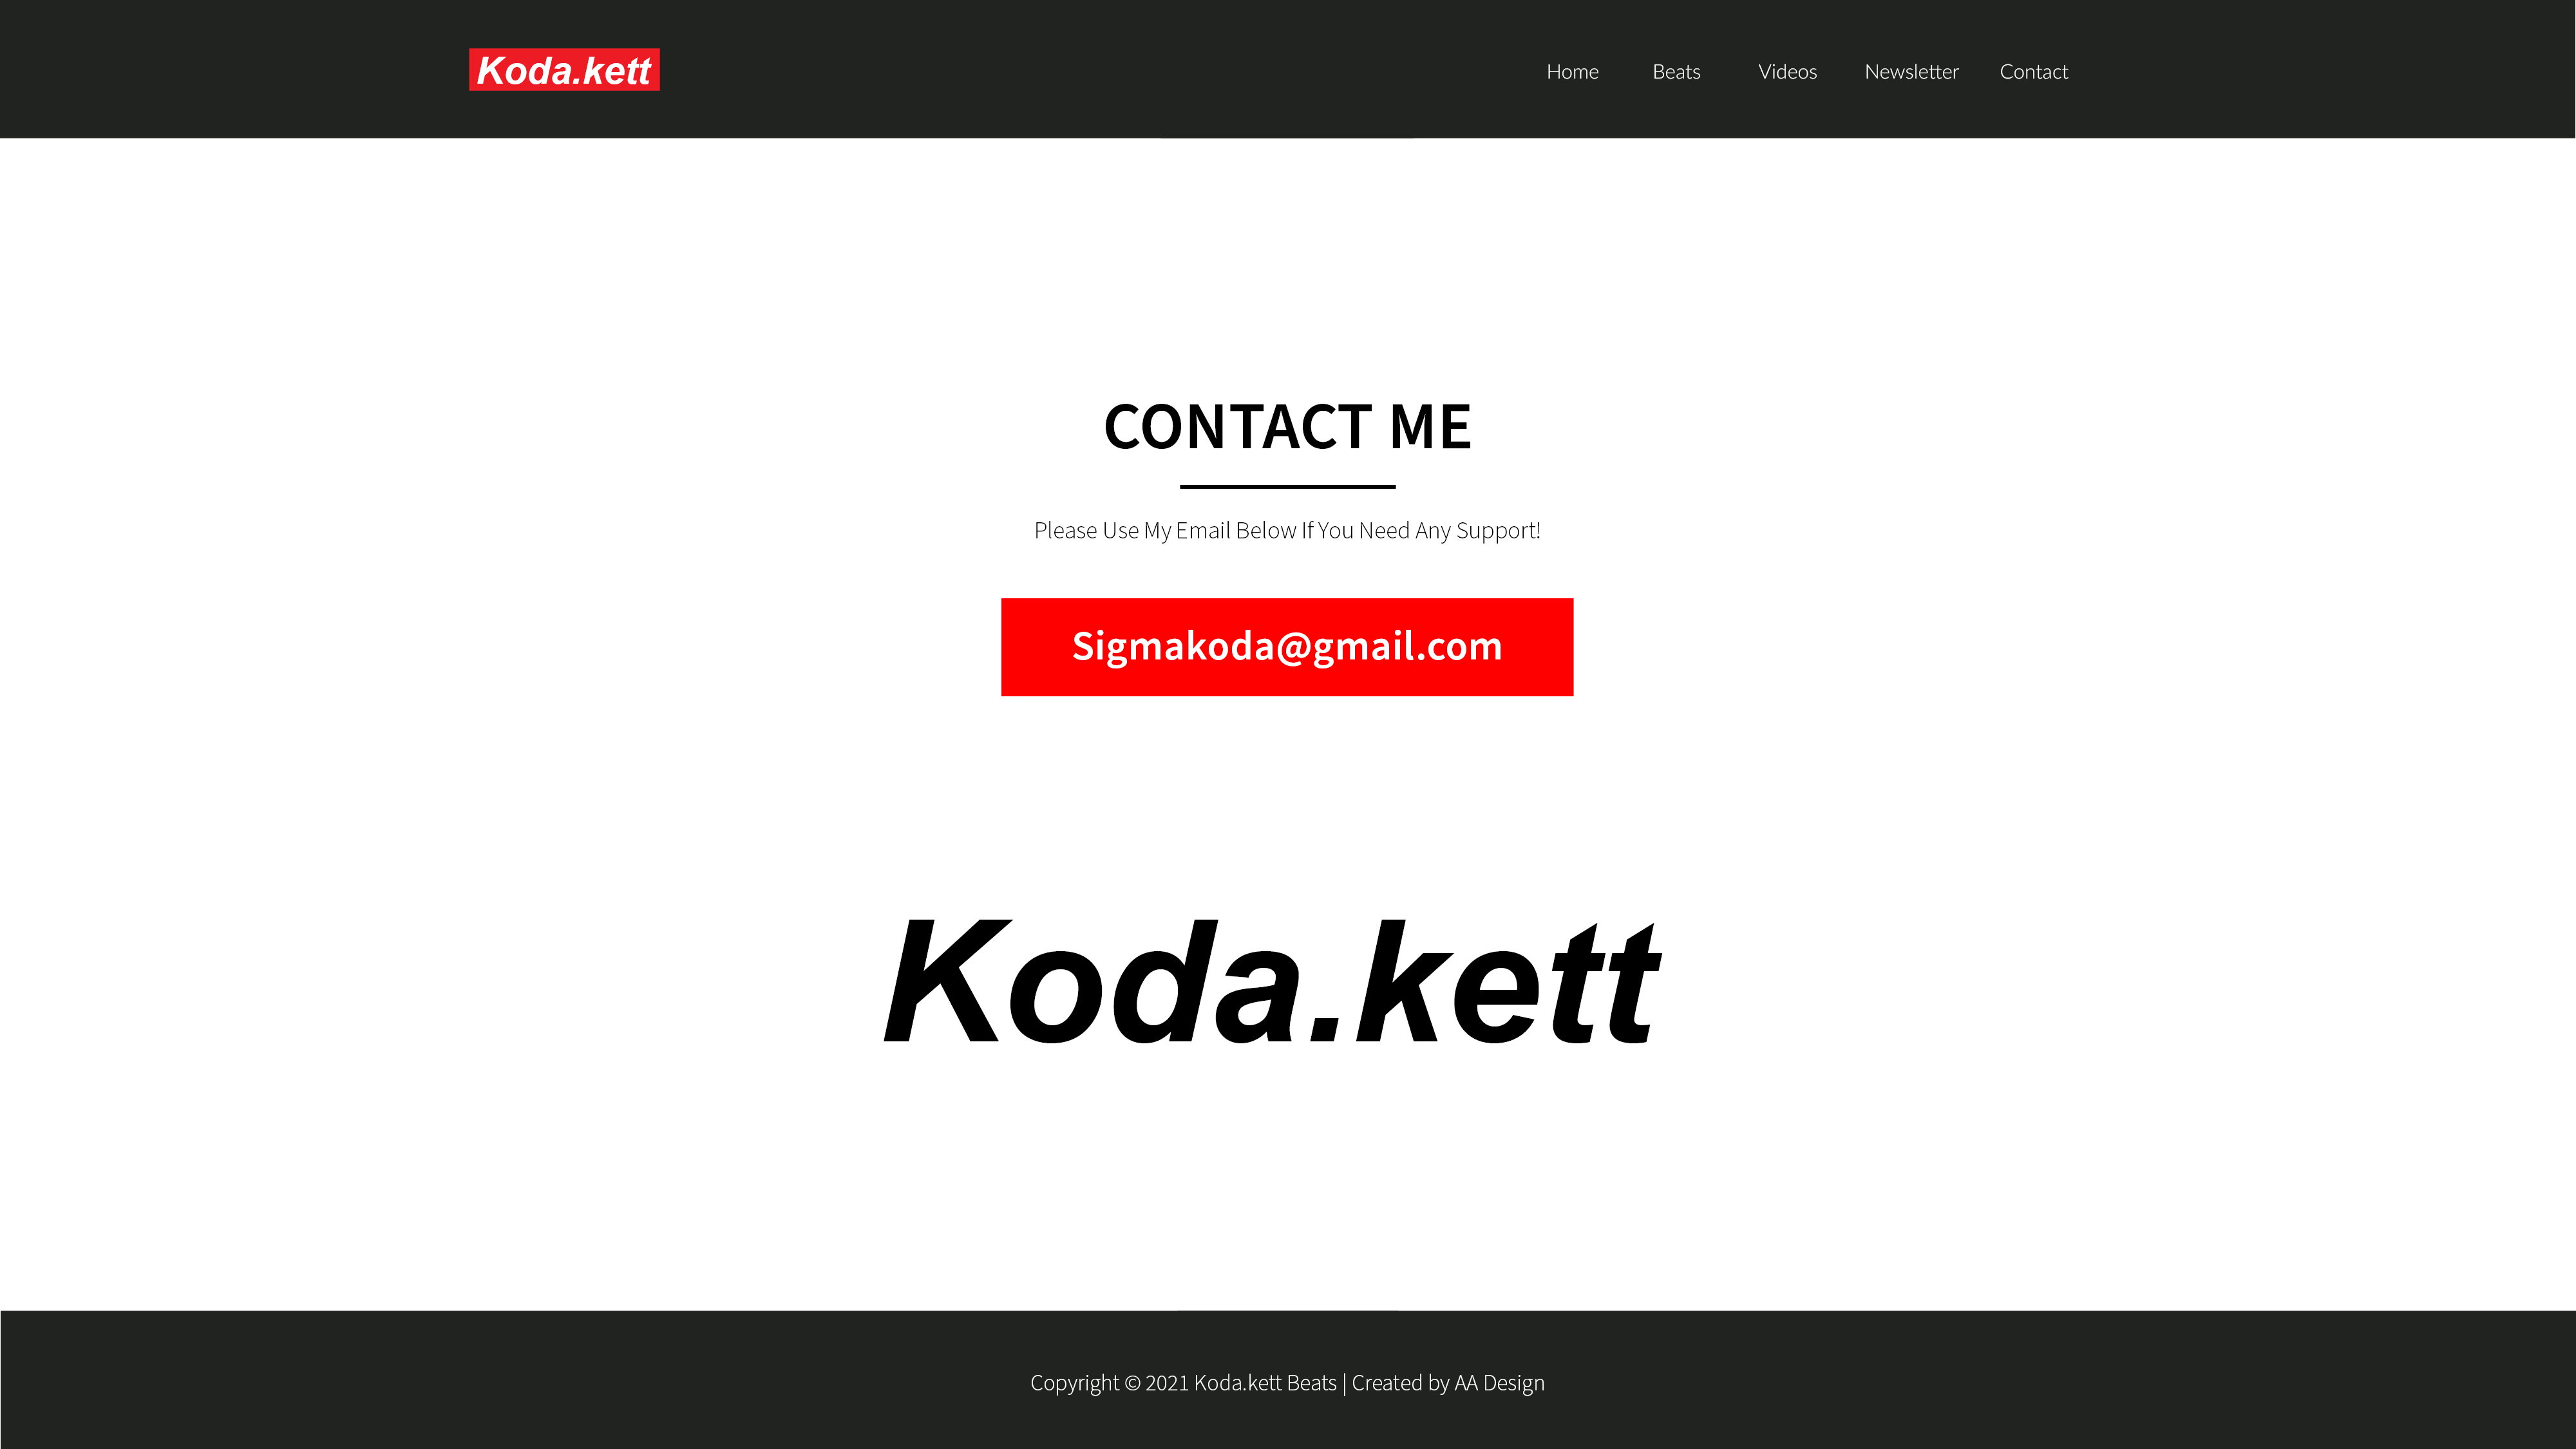 Koda.kett
Home Beats Videos Newsletter Contact
CONTACT ME
Please Use My Email Below If You Need Any Support!
Sigmakoda@gmail.com
Koda.kett
Copyright © 2021 Koda.kett Beats | Created by AA Design